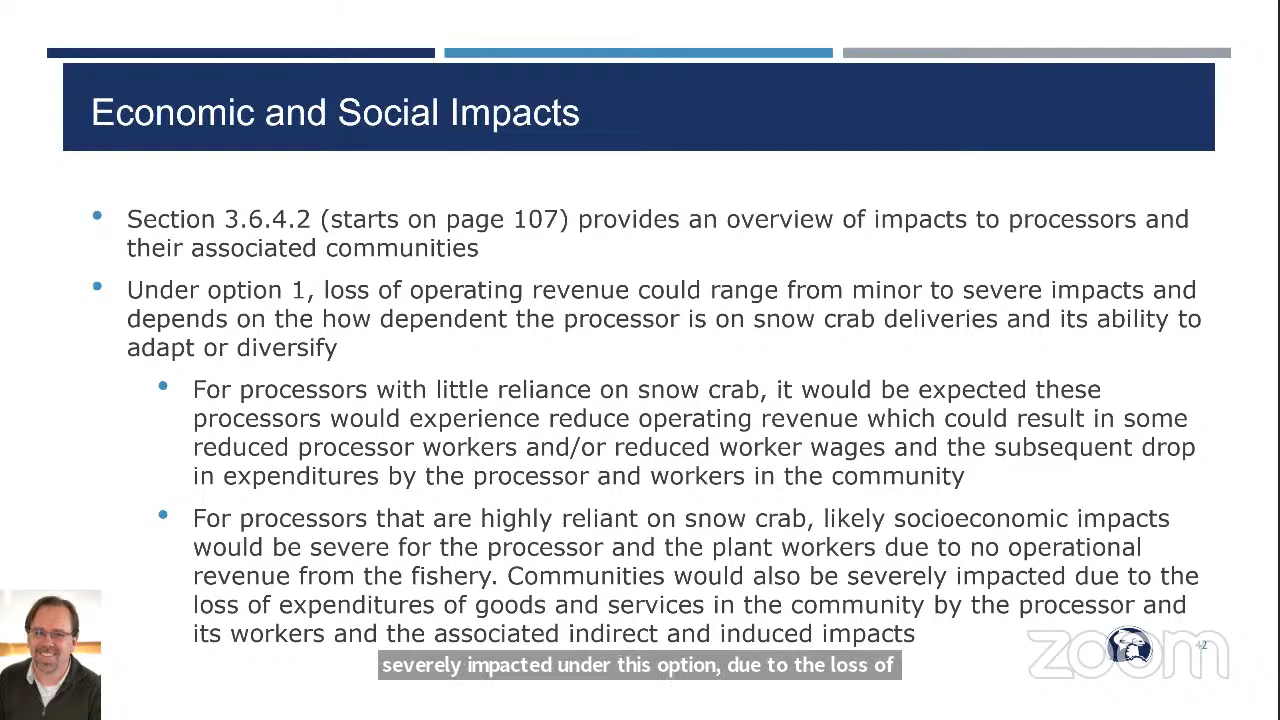 Economic and Social Impacts
• Section 3.6.4.2 (starts on page 107) provides an overview of impacts to processors and
their associated communities
• Under option 1, loss of operating revenue could range from minor to severe impacts and
depends on the how dependent the processor is on snow crab deliveries and its ability to
adapt or diversify
• For processors with little reliance on snow crab, it would be expected these
processors would experience reduce operating revenue which could result in some
reduced processor workers and/or reduced worker wages and the subsequent drop
in expenditures by the processor and workers in the community
• For processors that are highly reliant on snow crab, likely socioeconomic impacts
would be severe for the processor and the plant workers due to no operational
revenue from the fishery. Communities would also be severely impacted due to the
loss of expenditures of goods and services in the community by the processor and
its workers and the associated indirect and induced impacts
zoom
42
severely impacted under this option, due to the loss of